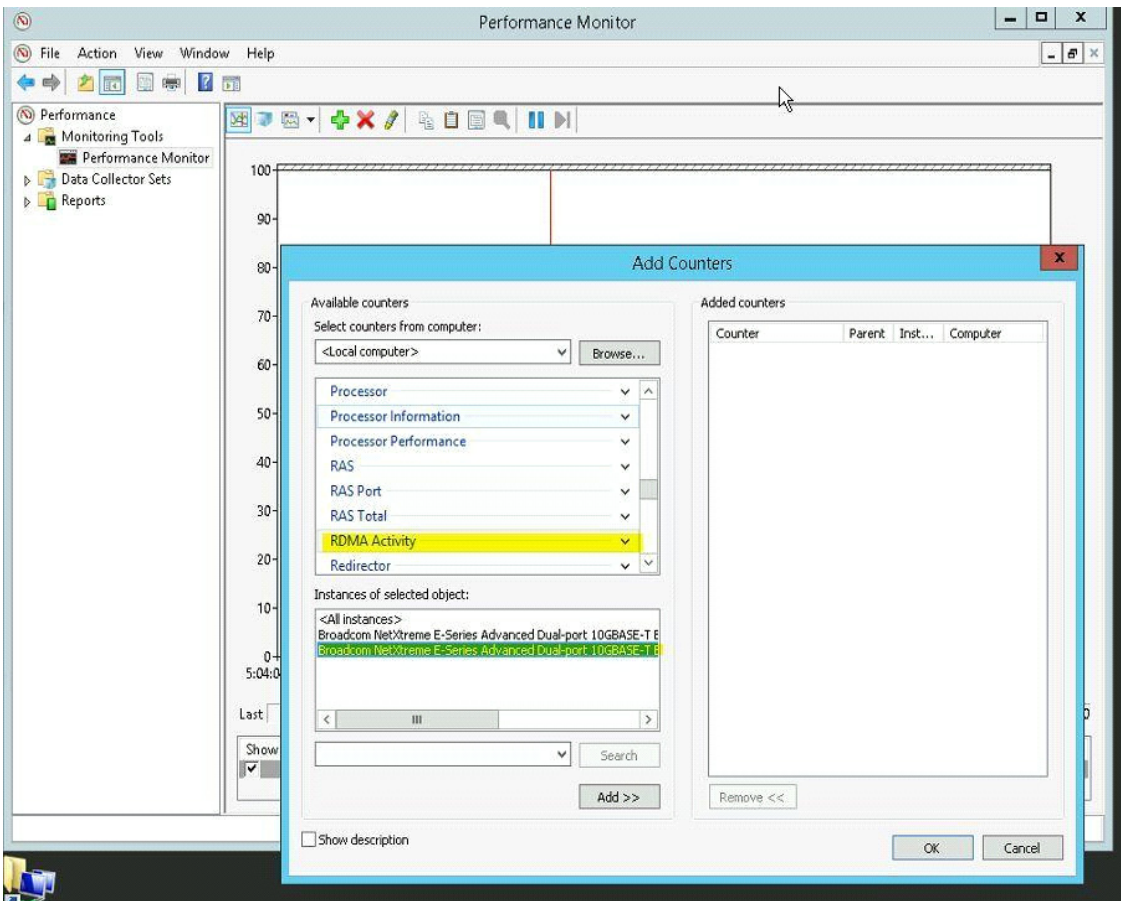 Performance Monitor
File Action View Window Help
Performance
Monitoring Tools
Performance Monitor
Data Collector Sets
Reports
100
90
80
70
60
50
40
30
20
10
0
5:04:0
Last
Show
Add Counters
Available counters
Select counters from computer:
<Local computer>
Browse...
Processor
Processor Information
Processor Performance
RAS
RAS Port
RAS Total
RDMA Activity
Redirector
Instances of selected object:
<All instances>
Broadcom NetXtreme E-Series Advanced Dual-port 10GBASE-T E
Broadcom NetXtreme E-Series Advanced Dual-port 10GBASE-T E
Search
Add >>
Show description
Added counters
Counter Parent Inst... Computer
Remove <<
OK Cancel